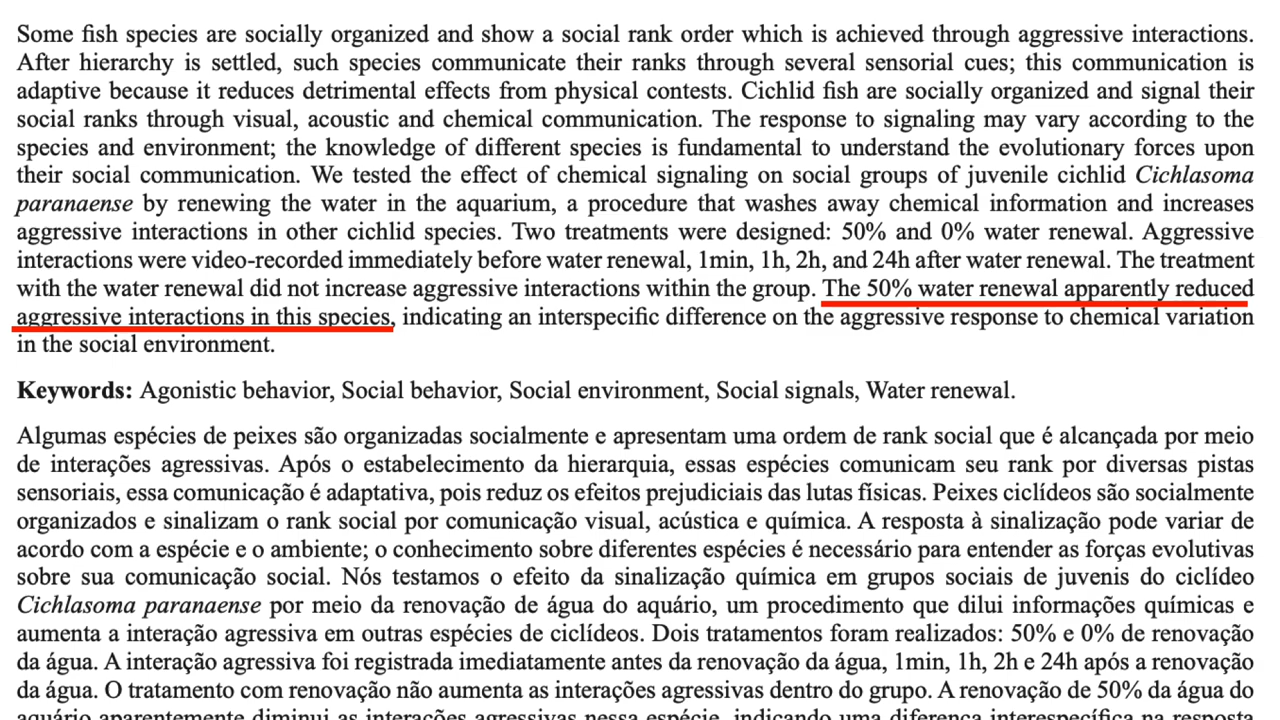 Some fish species are socially organized and show a social rank order which is achieved through aggressive interactions.
After hierarchy is settled, such species communicate their ranks through several sensorial cues; this communication is
adaptive because it reduces detrimental effects from physical contests. Cichlid fish are socially organized and signal their
social ranks through visual, acoustic and chemical communication. The response to signaling may vary according to the
species and environment; the knowledge of different species is fundamental to understand the evolutionary forces upon
their social communication. We tested the effect of chemical signaling on social groups of juvenile cichlid Cichlasoma
paranaense by renewing the water in the aquarium, a procedure that washes away chemical information and increases
aggressive interactions in other cichlid species. Two treatments were designed: 50% and 0% water renewal. Aggressive
interactions were video-recorded immediately before water renewal, 1min, 1h, 2h, and 24h after water renewal. The treatment
with the water renewal did not increase aggressive interactions within the group. The 50% water renewal apparently reduced
aggressive interactions in this species, indicating an interspecific difference on the aggressive response to chemical variation
in the social environment.
Keywords: Agonistic behavior, Social behavior, Social environment, Social signals, Water renewal.
Algumas espécies de peixes são organizadas socialmente e apresentam uma ordem de rank social que é alcançada por meio
de interações agressivas. Após o estabelecimento da hierarquia, essas espécies comunicam seu rank por diversas pistas
sensoriais, essa comunicação é adaptativa, pois reduz os efeitos prejudiciais das lutas físicas. Peixes ciclídeos são socialmente
organizados e sinalizam o rank social por comunicação visual, acústica e química. A resposta à sinalização pode variar de
acordo com a espécie e o ambiente; o conhecimento sobre diferentes espécies é necessário para entender as forças evolutivas
sobre sua comunicação social. Nós testamos o efeito da sinalização química em grupos sociais de juvenis do ciclídeo
Cichlasoma paranaense por meio da renovação de água do aquário, um procedimento que dilui informações químicas e
aumenta a interação agressiva em outras espécies de ciclídeos. Dois tratamentos foram realizados: 50% e 0% de renovação
da água. A interação agressiva foi registrada imediatamente antes da renovação da água, 1min, 1h, 2h e 24h após a renovação
da água. O tratamento com renovação não aumenta as interações agressivas dentro do grupo. A renovação de 50% da água do
aquário aparentemente diminui as interações agressivas nessa espécie, indicando uma diferença interespecífica na resposta